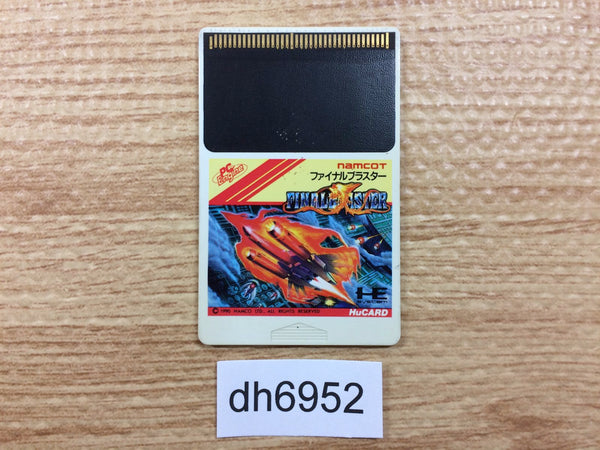 PC Engine
namcoT
ファイナルブラスター
FINAL BLASTER
HE
SYSTEM
© 1990 NAMCO LTD. ALL RIGHTS RESERVED
HuCARD
dh6952